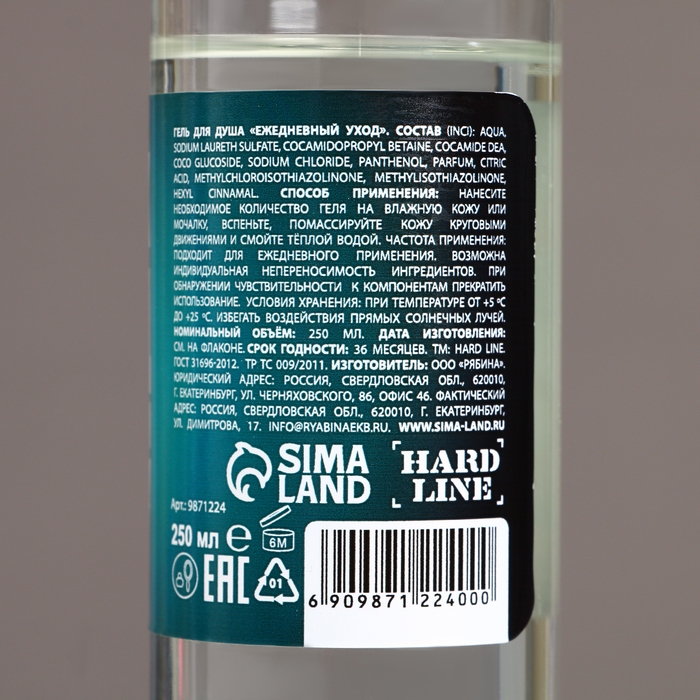 ГЕЛЬ ДЛЯ ДУША «ЕЖЕДНЕВНЫЙ УХОД». СОСТАВ (INCI): AQUA,
SODIUM LAURETH SULFATE, COCAMIDOPROPYL BETAINE, COCAMIDE DEA,
COCO GLUCOSIDE, SODIUM CHLORIDE, PANTHENOL, PARFUM, CITRIC
ACID, METHYLCHLOROISOTHIAZOLINONE, METHYLISOTHIAZOLINONE,
HEXYL CINNAMAL. СПОСОБ ПРИМЕНЕНИЯ: НАНЕСИТЕ
НЕОБХОДИМОЕ КОЛИЧЕСТВО ГЕЛЯ НА ВЛАЖНУЮ КОЖУ ИЛИ
МОЧАЛКУ, ВСПЕНЬТЕ, ПОМАССИРУЙТЕ КОЖУ КРУГОВЫМИ
ДВИЖЕНИЯМИ И СМОЙТЕ ТЁПЛОЙ ВОДОЙ. ЧАСТОТА ПРИМЕНЕНИЯ:
ПОДХОДИТ ДЛЯ ЕЖЕДНЕВНОГО ПРИМЕНЕНИЯ. ВОЗМОЖНА
ИНДИВИДУАЛЬНАЯ НЕПЕРЕНОСИМОСТЬ ИНГРЕДИЕНТОВ. ПРИ
ОБНАРУЖЕНИИ ЧУВСТВИТЕЛЬНОСТИ К КОМПОНЕНТАМ ПРЕКРАТИТЬ
ИСПОЛЬЗОВАНИЕ. УСЛОВИЯ ХРАНЕНИЯ: ПРИ ТЕМПЕРАТУРЕ ОТ +5 ºС
ДО +25 ºС. ИЗБЕГАТЬ ВОЗДЕЙСТВИЯ ПРЯМЫХ СОЛНЕЧНЫХ ЛУЧЕЙ.
НОМИНАЛЬНЫЙ ОБЪЁМ: 250 МЛ. ДАТА ИЗГОТОВЛЕНИЯ:
СМ. НА ФЛАКОНЕ. СРОК ГОДНОСТИ: 36 МЕСЯЦЕВ. ТМ: HARD LINE.
ГОСТ 31696-2012. ТР ТС 009/2011. ИЗГОТОВИТЕЛЬ: ООО «РЯБИНА».
ЮРИДИЧЕСКИЙ АДРЕС: РОССИЯ, СВЕРДЛОВСКАЯ ОБЛ., 620010,
Г. ЕКАТЕРИНБУРГ, УЛ. ЧЕРНЯХОВСКОГО, 86, ОФИС 46. ФАКТИЧЕСКИЙ
АДРЕС: РОССИЯ, СВЕРДЛОВСКАЯ ОБЛ., 620010, Г. ЕКАТЕРИНБУРГ,
УЛ. ДИМИТРОВА, 17. INFO@RYABINAEKB.RU. WWW.SIMA-LAND.RU
SIMA LAND
HARD LINE
Арт.: 9871224
250 мл e 6M
EAC 01
6 909871 224000